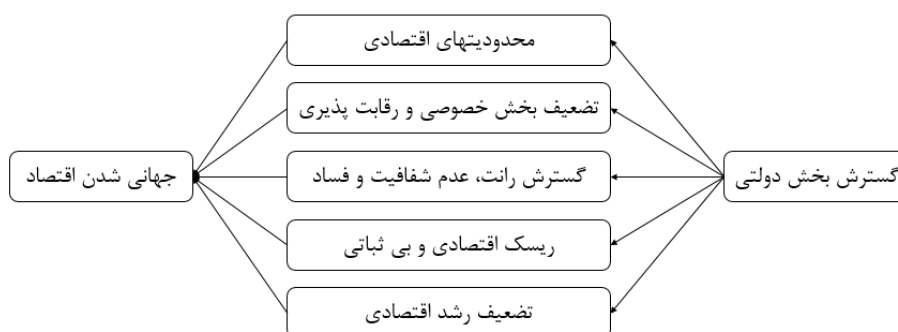 محدودیتهای اقتصادی
تضعیف بخش خصوصی و رقابت پذیری
گسترش بخش دولتی
گسترش رانت، عدم شفافیت و فساد
جهانی شدن اقتصاد
ریسک اقتصادی و بی ثباتی
تضعیف رشد اقتصادی